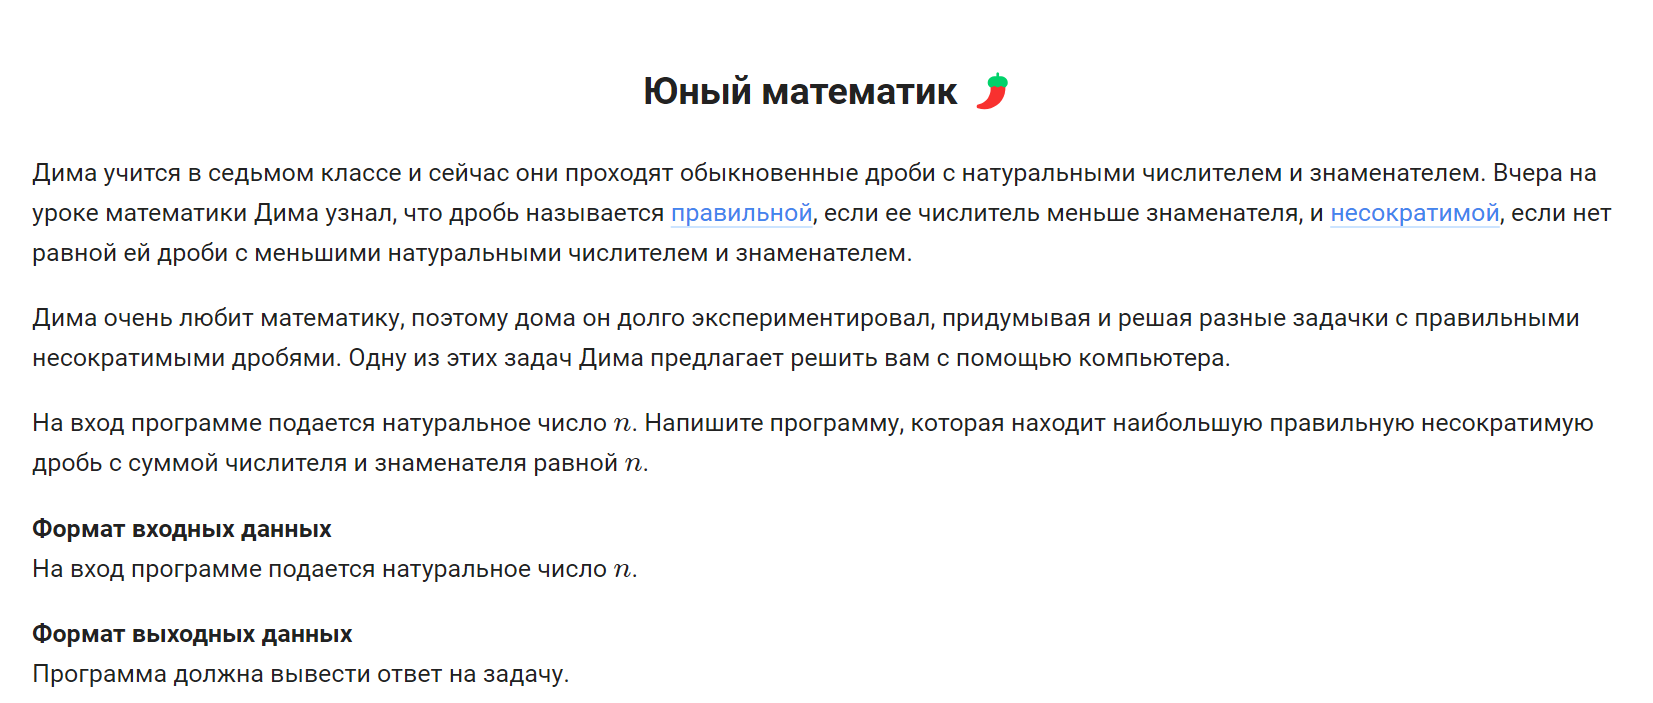 Юный математик
Дима учится в седьмом классе и сейчас они проходят обыкновенные дроби с натуральными числителем и знаменателем. Вчера на
уроке математики Дима узнал, что дробь называется правильной, если ее числитель меньше знаменателя, и несократимой, если нет
равной ей дроби с меньшими натуральными числителем и знаменателем.
Дима очень любит математику, поэтому дома он долго экспериментировал, придумывая и решая разные задачки с правильными
несократимыми дробями. Одну из этих задач Дима предлагает решить вам с помощью компьютера.
На вход программе подается натуральное число n. Напишите программу, которая находит наибольшую правильную несократимую
дробь с суммой числителя и знаменателя равной n.
Формат входных данных
На вход программе подается натуральное число n.
Формат выходных данных
Программа должна вывести ответ на задачу.